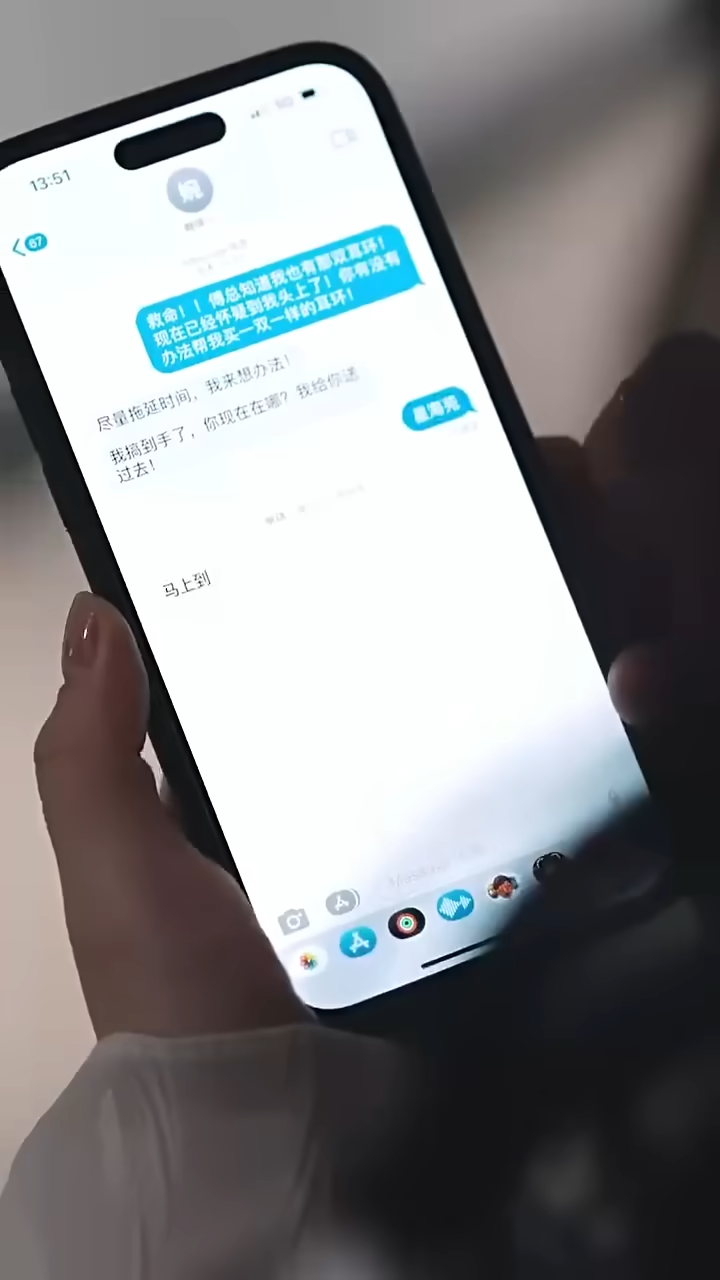 13:51
67
婉
救命！！傅总知道我也有那双耳环！
现在已经怀疑到我头上了！你有没有
办法帮我买一双一样的耳环！
尽量拖延时间，我来想办法！
我搞到手了，你现在在哪？我给你送
过去！
星海苑
马上到